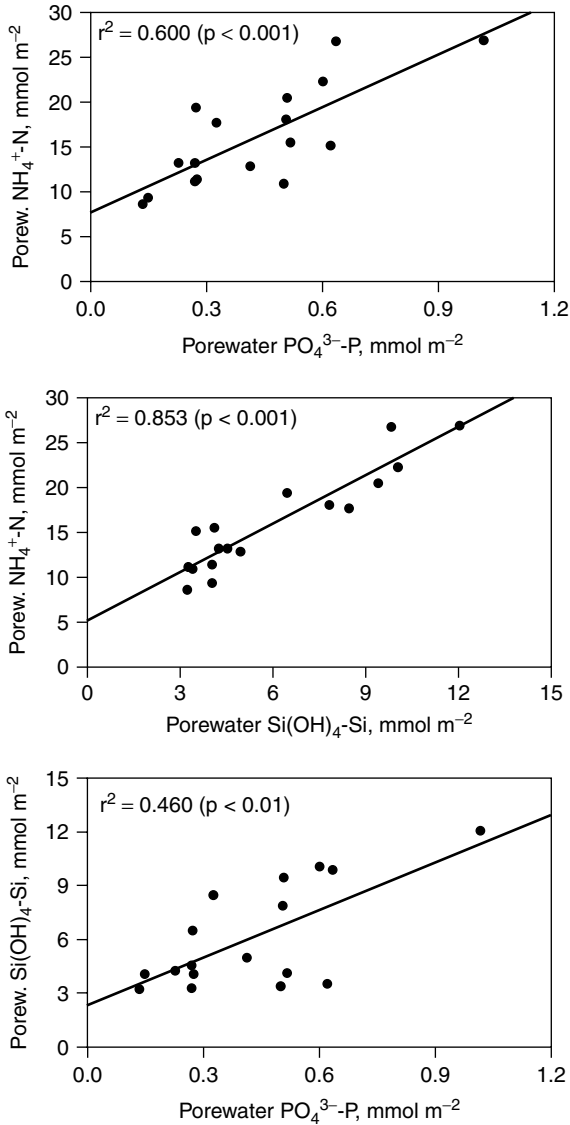 r² = 0.600 (p < 0.001)
Porew. NH₄⁺-N, mmol m⁻²
30
25
20
15
10
5
0
0.0 0.3 0.6 0.9 1.2
Porewater PO₄³⁻-P, mmol m⁻²
r² = 0.853 (p < 0.001)
Porew. NH₄⁺-N, mmol m⁻²
30
25
20
15
10
5
0
0 3 6 9 12 15
Porewater Si(OH)₄-Si, mmol m⁻²
r² = 0.460 (p < 0.01)
Porew. Si(OH)₄-Si, mmol m⁻²
15
12
9
6
3
0
0.0 0.3 0.6 0.9 1.2
Porewater PO₄³⁻-P, mmol m⁻²